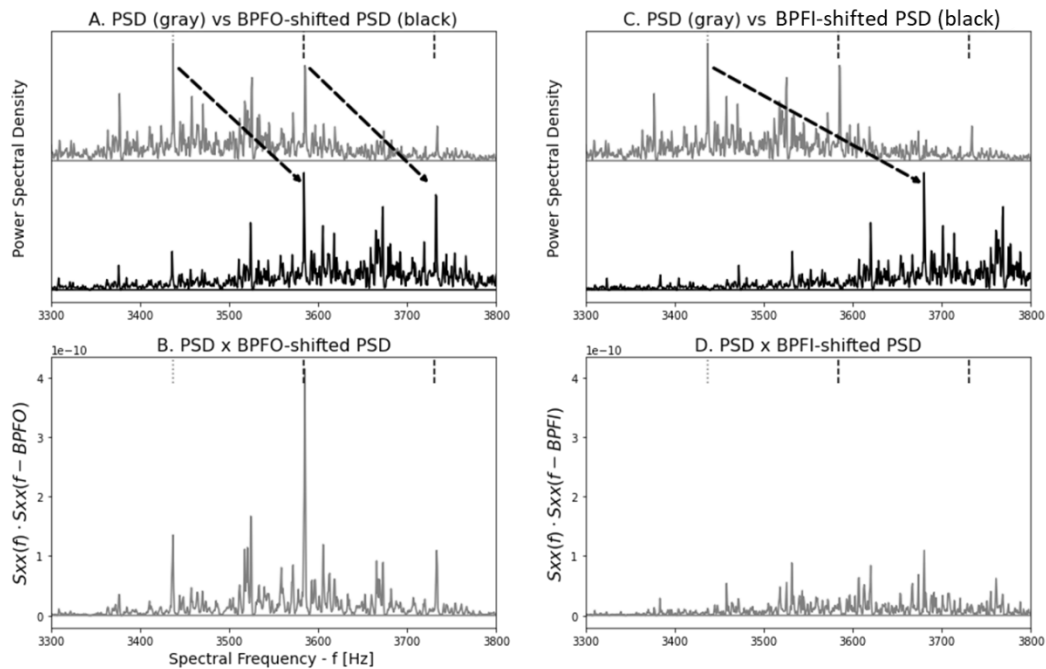 A. PSD (gray) vs BPFO-shifted PSD (black)
Power Spectral Density
3300 3400 3500 3600 3700 3800
B. PSD x BPFO-shifted PSD
1e-10
Sxx(f) · Sxx(f − BPFO)
4
3
2
1
0
3300 3400 3500 3600 3700 3800
Spectral Frequency - f [Hz]
C. PSD (gray) vs BPFI-shifted PSD (black)
Power Spectral Density
3300 3400 3500 3600 3700 3800
D. PSD x BPFI-shifted PSD
1e-10
Sxx(f) · Sxx(f − BPFI)
4
3
2
1
0
3300 3400 3500 3600 3700 3800